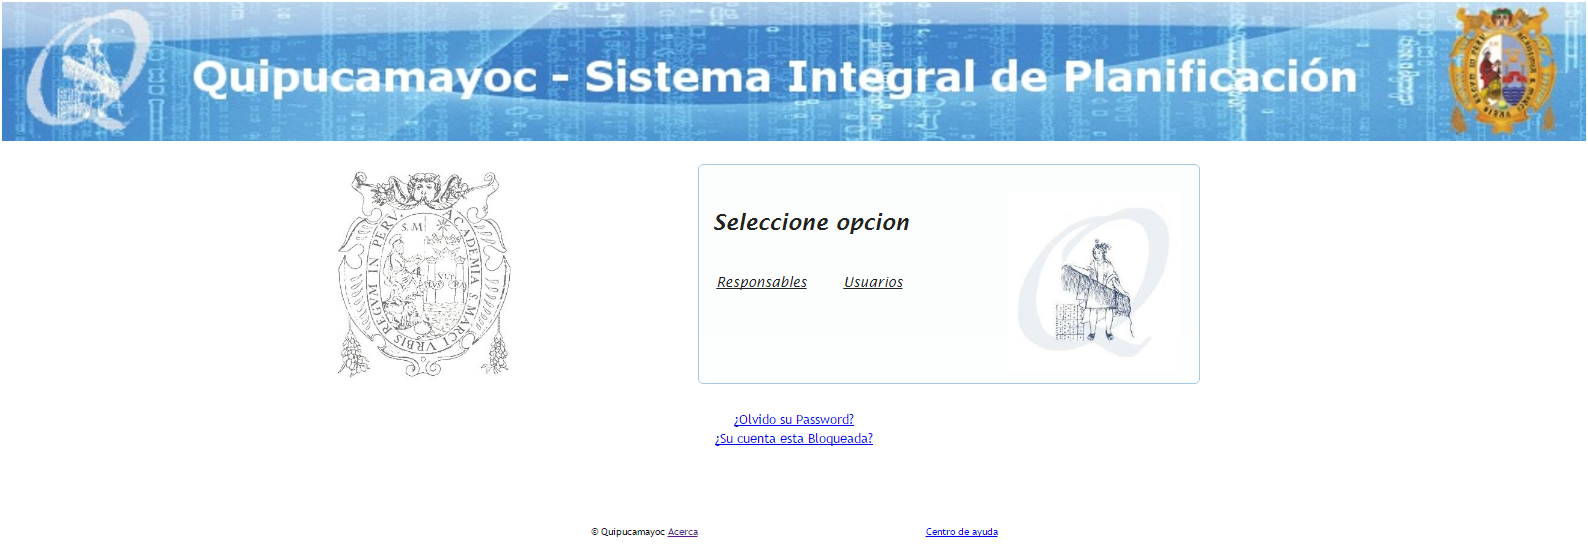 Quipucamayoc - Sistema Integral de Planificación
ACADEMIA S. MARCI VRBIS REGVM IN PERV.
S. M
Seleccione opcion
Responsables Usuarios
¿Olvido su Password?
¿Su cuenta esta Bloqueada?
© Quipucamayoc Acerca Centro de ayuda